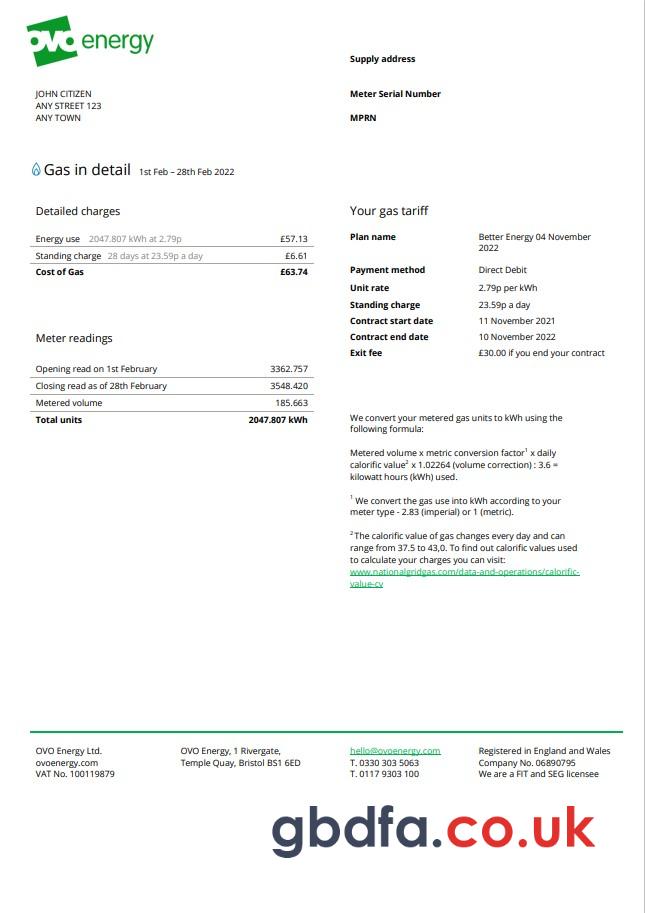 ovo energy
Supply address
JOHN CITIZEN
ANY STREET 123
ANY TOWN
Meter Serial Number
MPRN
Gas in detail 1st Feb – 28th Feb 2022
Detailed charges
Energy use 2047.807 kWh at 2.79p £57.13
Standing charge 28 days at 23.59p a day £6.61
Cost of Gas £63.74
Meter readings
Opening read on 1st February 3362.757
Closing read as of 28th February 3548.420
Metered volume 185.663
Total units 2047.807 kWh
Your gas tariff
Plan name Better Energy 04 November
2022
Payment method Direct Debit
Unit rate 2.79p per kWh
Standing charge 23.59p a day
Contract start date 11 November 2021
Contract end date 10 November 2022
Exit fee £30.00 if you end your contract
We convert your metered gas units to kWh using the
following formula:
Metered volume x metric conversion factor¹ x daily
calorific value² x 1.02264 (volume correction) : 3.6 =
kilowatt hours (kWh) used.
¹ We convert the gas use into kWh according to your
meter type - 2.83 (imperial) or 1 (metric).
² The calorific value of gas changes every day and can
range from 37.5 to 43,0. To find out calorific values used
to calculate your charges you can visit:
www.nationalgridgas.com/data-and-operations/calorific-
value-cv
OVO Energy Ltd.
ovoenergy.com
VAT No. 100119879
OVO Energy, 1 Rivergate,
Temple Quay, Bristol BS1 6ED
hello@ovoenergy.com
T. 0330 303 5063
T. 0117 9303 100
Registered in England and Wales
Company No. 06890795
We are a FIT and SEG licensee
gbdfa.co.uk